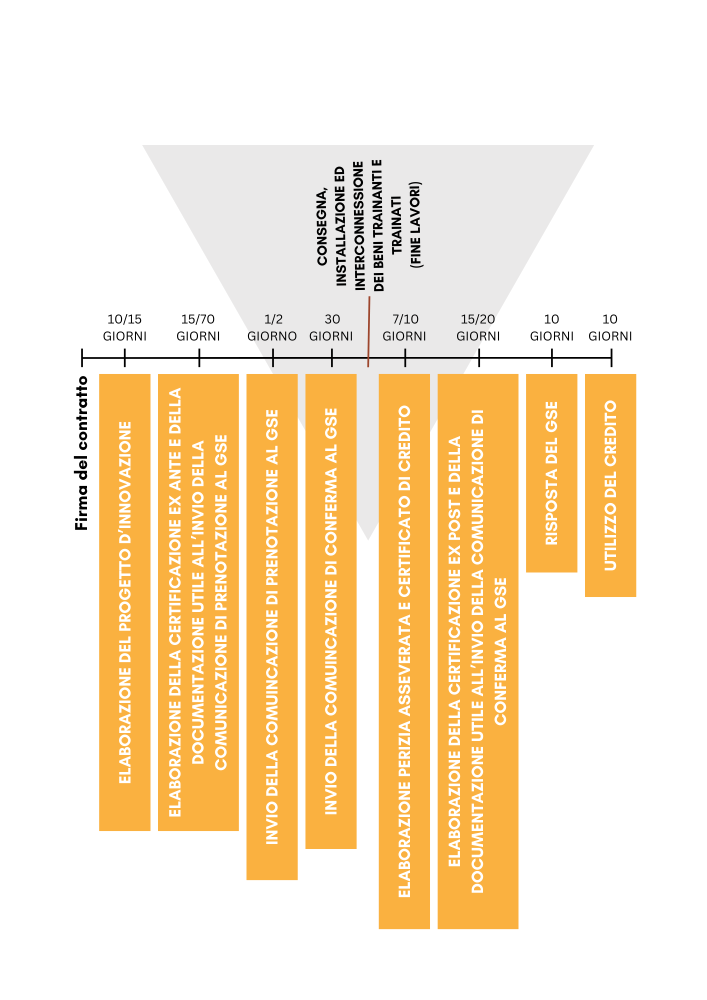 CONSEGNA,
INSTALLAZIONE ED
INTERCONNESSIONE
DEI BENI TRAINANTI E
TRAINATI
(FINE LAVORI)
10/15
GIORNI
15/70
GIORNI
1/2
GIORNO
30
GIORNI
7/10
GIORNI
15/20
GIORNI
10
GIORNI
10
GIORNI
Firma del contratto
ELABORAZIONE DEL PROGETTO D'INNOVAZIONE
ELABORAZIONE DELLA CERTIFICAZIONE EX ANTE E DELLA
DOCUMENTAZIONE UTILE ALL'INVIO DELLA
COMUNICAZIONE DI PRENOTAZIONE AL GSE
INVIO DELLA COMUINCAZIONE DI PRENOTAZIONE AL GSE
INVIO DELLA COMUINCAZIONE DI CONFERMA AL GSE
ELABORAZIONE PERIZIA ASSEVERATA E CERTIFICATO DI CREDITO
ELABORAZIONE DELLA CERTIFICAZIONE EX POST E DELLA
DOCUMENTAZIONE UTILE ALL'INVIO DELLA COMUNICAZIONE DI
CONFERMA AL GSE
RISPOSTA DEL GSE
UTILIZZO DEL CREDITO